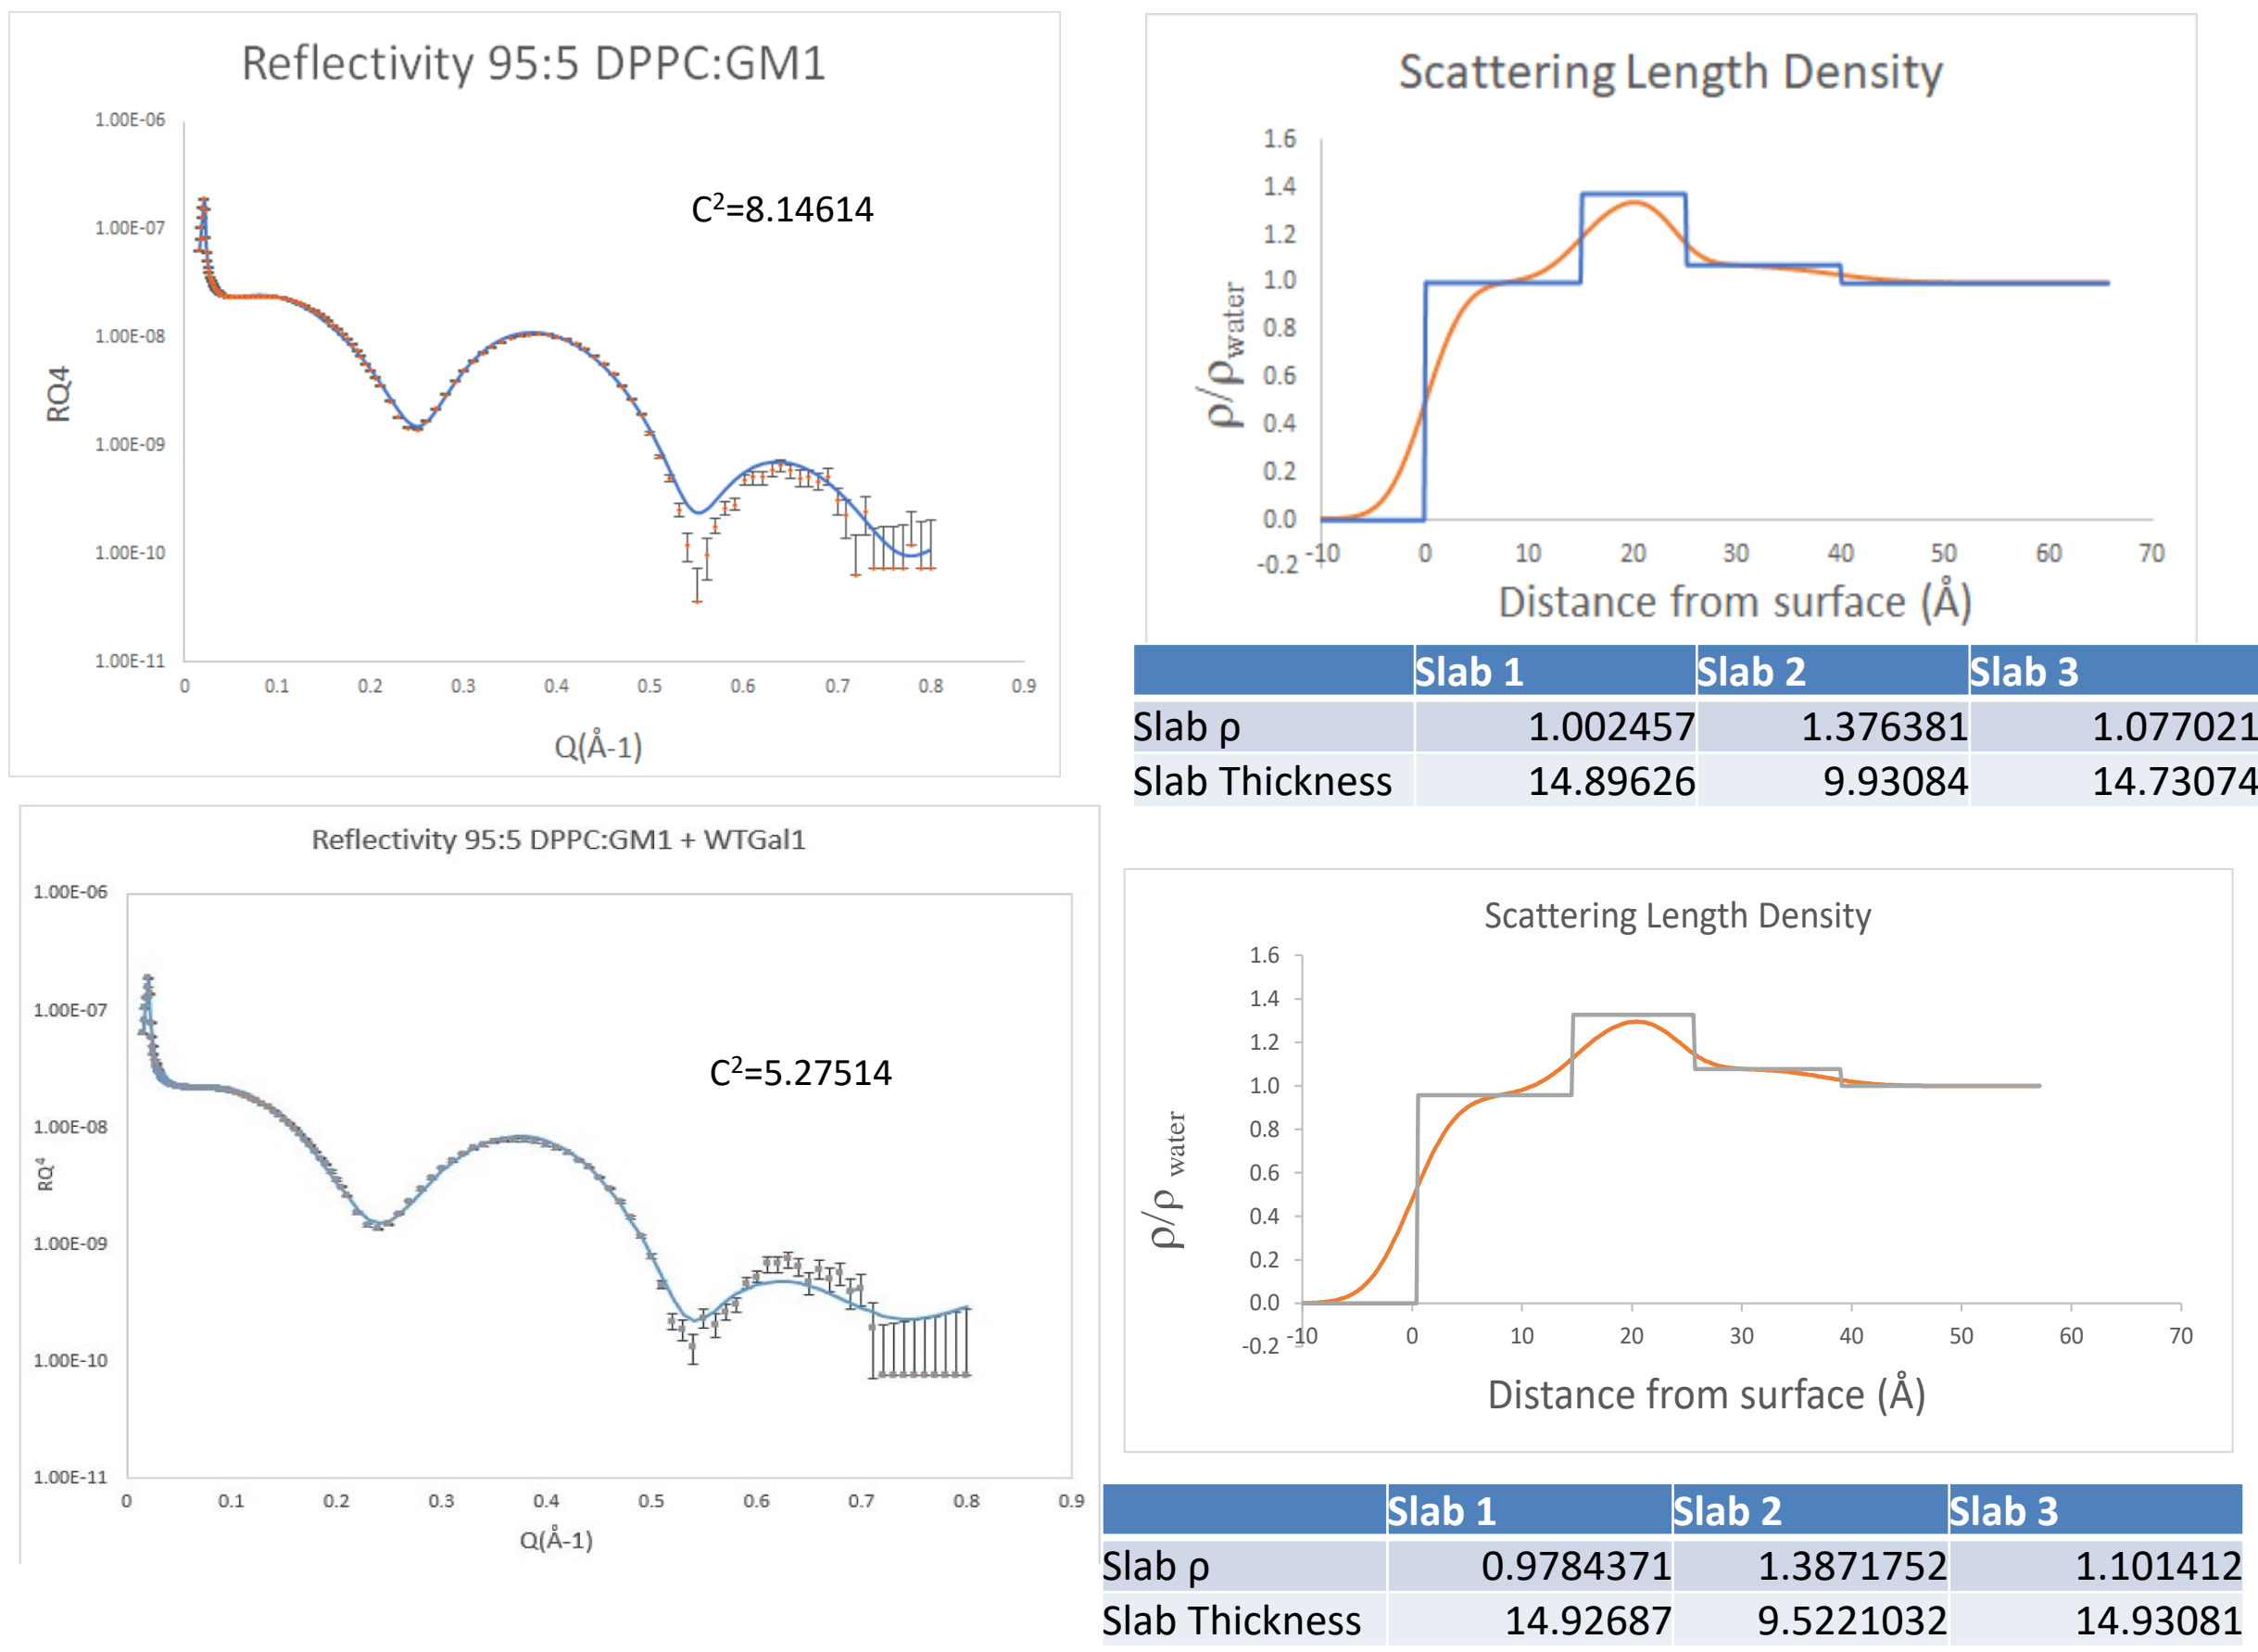 Reflectivity 95:5 DPPC:GM1
1.00E-06
1.00E-07
1.00E-08
1.00E-09
1.00E-10
1.00E-11
RQ4
C²=8.14614
0 0.1 0.2 0.3 0.4 0.5 0.6 0.7 0.8 0.9
Q(Å-1)
Scattering Length Density
1.6
1.4
1.2
1.0
0.8
0.6
0.4
0.2
0.0
-0.2
ρ/ρwater
-10 0 10 20 30 40 50 60 70
Distance from surface (Å)
Slab 1 Slab 2 Slab 3
Slab ρ 1.002457 1.376381 1.077021
Slab Thickness 14.89626 9.93084 14.73074
Reflectivity 95:5 DPPC:GM1 + WTGal1
1.00E-06
1.00E-07
1.00E-08
1.00E-09
1.00E-10
1.00E-11
RQ⁴
C²=5.27514
0 0.1 0.2 0.3 0.4 0.5 0.6 0.7 0.8 0.9
Q(Å-1)
Scattering Length Density
1.6
1.4
1.2
1.0
0.8
0.6
0.4
0.2
0.0
-0.2
ρ/ρ water
-10 0 10 20 30 40 50 60 70
Distance from surface (Å)
Slab 1 Slab 2 Slab 3
Slab ρ 0.9784371 1.3871752 1.101412
Slab Thickness 14.92687 9.5221032 14.93081